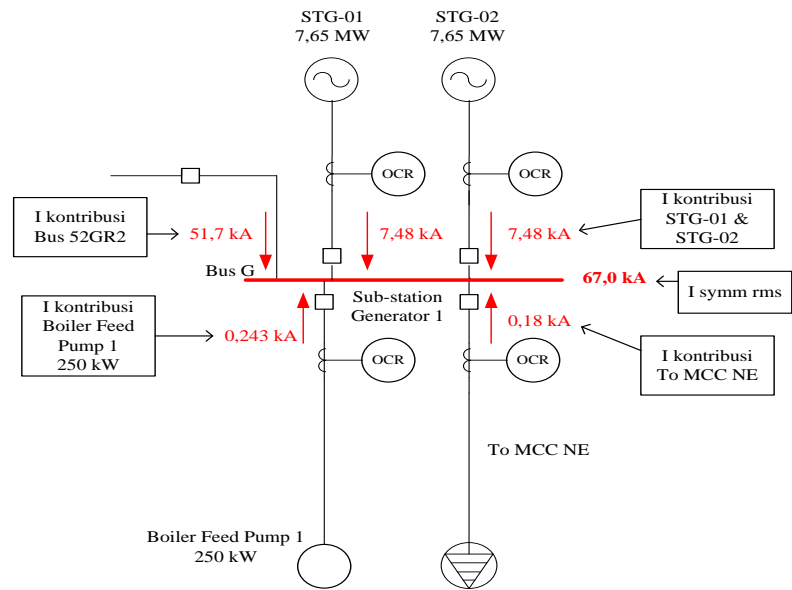 STG-01
7,65 MW
STG-02
7,65 MW
OCR
OCR
I kontribusi
Bus 52GR2
51,7 kA
7,48 kA
7,48 kA
I kontribusi
STG-01 &
STG-02
Bus G
67,0 kA
I symm rms
Sub-station
Generator 1
I kontribusi
Boiler Feed
Pump 1
250 kW
0,243 kA
0,18 kA
OCR
OCR
I kontribusi
To MCC NE
To MCC NE
Boiler Feed Pump 1
250 kW